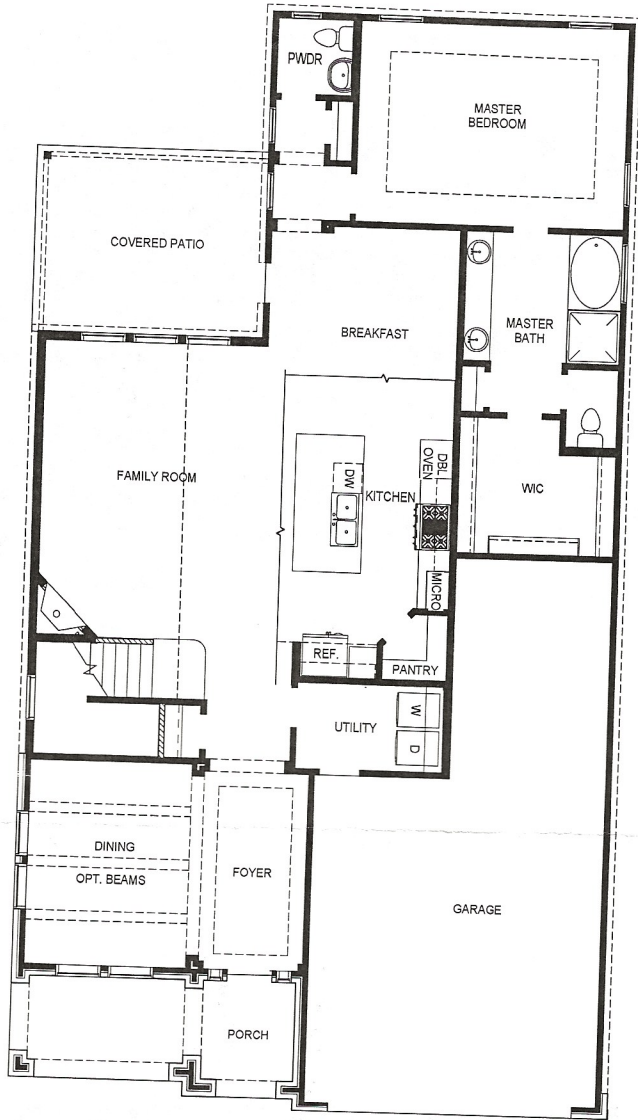 PWDR
MASTER
BEDROOM
COVERED PATIO
BREAKFAST
MASTER
BATH
FAMILY ROOM
DW
KITCHEN
DBL
OVEN
WIC
MICRO
REF.
PANTRY
UTILITY
W
D
DINING
OPT. BEAMS
FOYER
GARAGE
PORCH